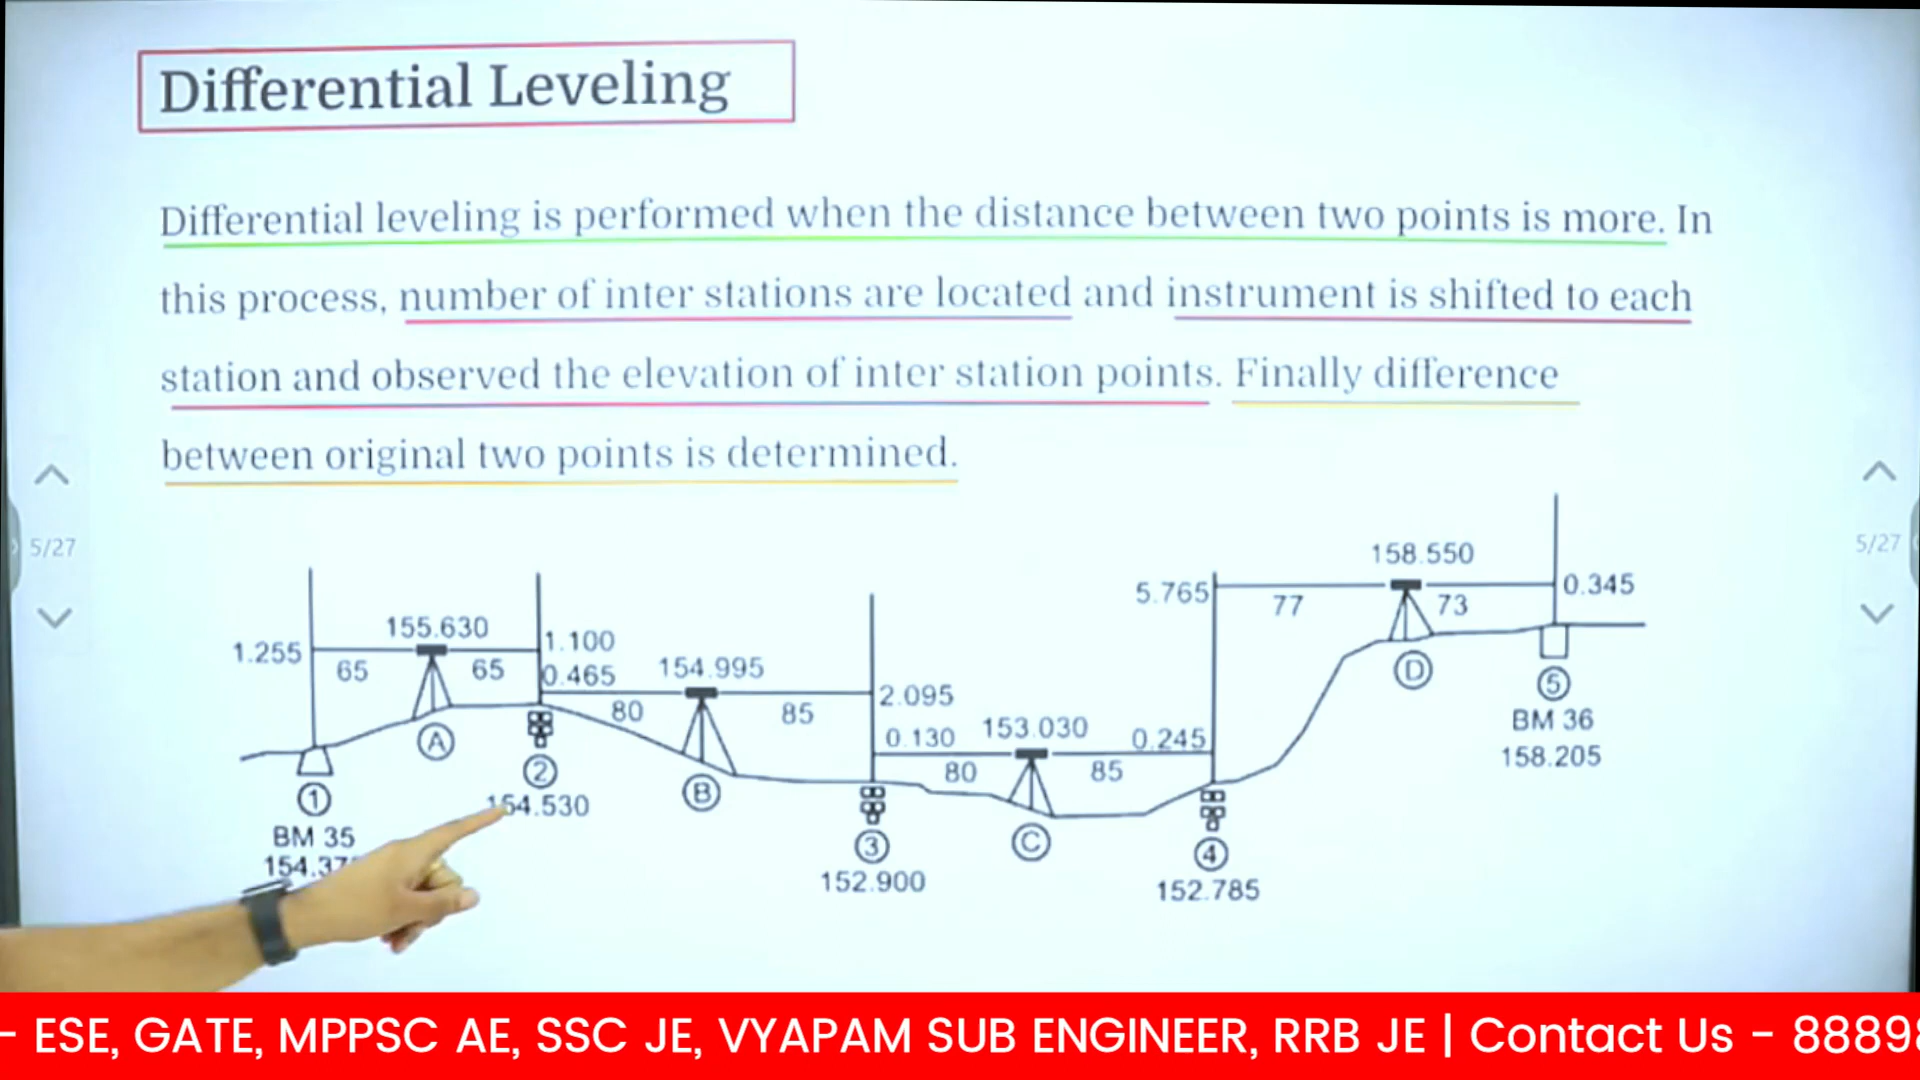 Differential Leveling
Differential leveling is performed when the distance between two points is more. In
this process, number of inter stations are located and instrument is shifted to each
station and observed the elevation of inter station points. Finally difference
between original two points is determined.
5/27
5/27
158.550
5.765
77
73
0.345
155.630
1.255
65
65
1.100
0.465
154.995
80
85
2.095
0.130
153.030
0.245
80
85
A
B
C
D
1
BM 35
2
154.530
3
152.900
4
152.785
5
BM 36
158.205
- ESE, GATE, MPPSC AE, SSC JE, VYAPAM SUB ENGINEER, RRB JE | Contact Us - 8889